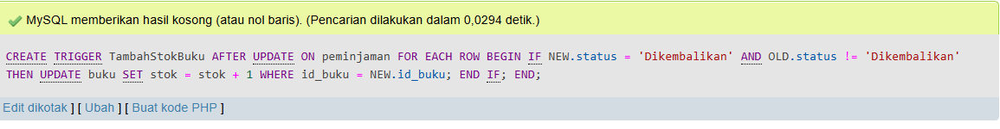 MySQL memberikan hasil kosong (atau nol baris). (Pencarian dilakukan dalam 0,0294 detik.)
CREATE TRIGGER TambahStokBuku AFTER UPDATE ON peminjaman FOR EACH ROW BEGIN IF NEW.status = 'Dikembalikan' AND OLD.status != 'Dikembalikan'
THEN UPDATE buku SET stok = stok + 1 WHERE id_buku = NEW.id_buku; END IF; END;
Edit dikotak ] [ Ubah ] [ Buat kode PHP ]